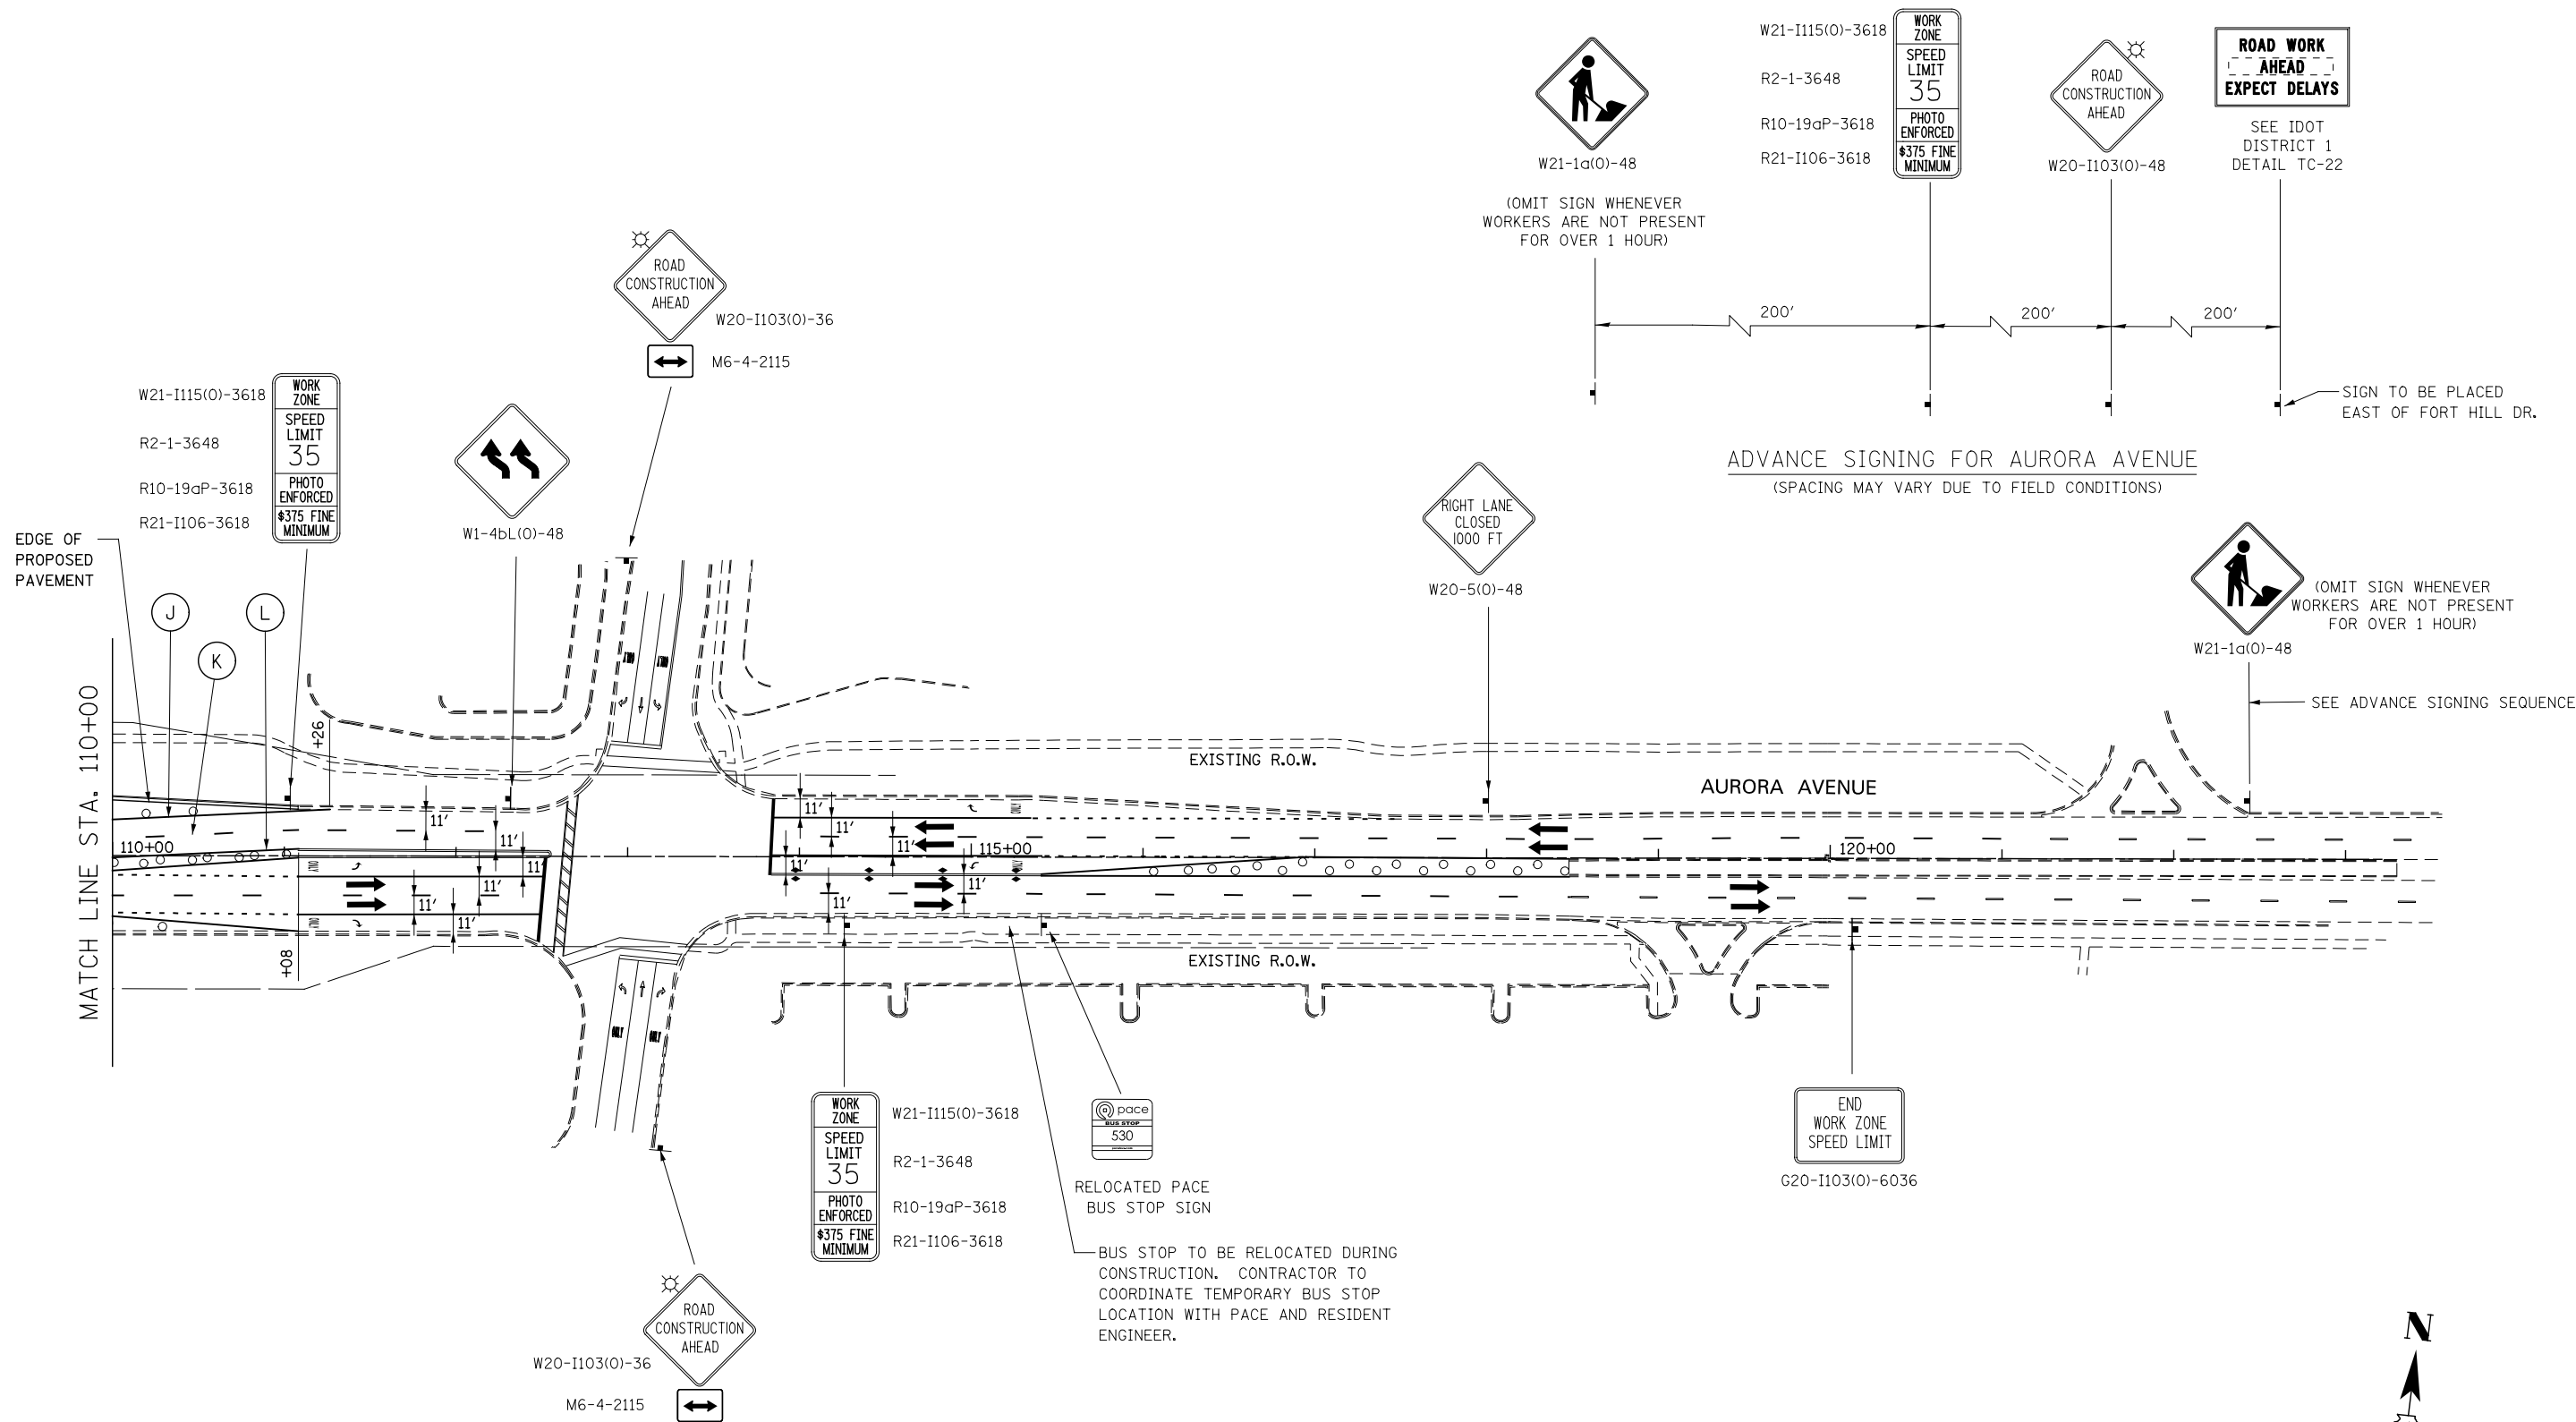 W21-I115(O)-3618
R2-1-3648
R10-19aP-3618
R21-I106-3618
WORK
ZONE
SPEED
LIMIT
35
PHOTO
ENFORCED
$375 FINE
MINIMUM
ROAD
CONSTRUCTION
AHEAD
W20-I103(O)-48
ROAD WORK
AHEAD
EXPECT DELAYS
SEE IDOT
DISTRICT 1
DETAIL TC-22
W21-1a(O)-48
(OMIT SIGN WHENEVER
WORKERS ARE NOT PRESENT
FOR OVER 1 HOUR)
200'
200'
200'
SIGN TO BE PLACED
EAST OF FORT HILL DR.
ADVANCE SIGNING FOR AURORA AVENUE
(SPACING MAY VARY DUE TO FIELD CONDITIONS)
ROAD
CONSTRUCTION
AHEAD
W20-I103(O)-36
M6-4-2115
W21-I115(O)-3618
R2-1-3648
R10-19aP-3618
R21-I106-3618
WORK
ZONE
SPEED
LIMIT
35
PHOTO
ENFORCED
$375 FINE
MINIMUM
W1-4bL(O)-48
EDGE OF
PROPOSED
PAVEMENT
J
K
L
RIGHT LANE
CLOSED
1000 FT
W20-5(O)-48
(OMIT SIGN WHENEVER
WORKERS ARE NOT PRESENT
FOR OVER 1 HOUR)
W21-1a(O)-48
SEE ADVANCE SIGNING SEQUENCE
MATCH LINE STA. 110+00
+26
EXISTING R.O.W.
AURORA AVENUE
110+00
115+00
120+00
11'
11'
11'
11'
11'
11'
11'
11'
11'
11'
11'
11'
ONLY
ONLY
ONLY
ONLY
ONLY
ONLY
ONLY
ONLY
+08
EXISTING R.O.W.
WORK
ZONE
SPEED
LIMIT
35
PHOTO
ENFORCED
$375 FINE
MINIMUM
W21-I115(O)-3618
R2-1-3648
R10-19aP-3618
R21-I106-3618
pace
BUS STOP
530
RELOCATED PACE
BUS STOP SIGN
BUS STOP TO BE RELOCATED DURING
CONSTRUCTION. CONTRACTOR TO
COORDINATE TEMPORARY BUS STOP
LOCATION WITH PACE AND RESIDENT
ENGINEER.
END
WORK ZONE
SPEED LIMIT
G20-I103(O)-6036
ROAD
CONSTRUCTION
AHEAD
W20-I103(O)-36
M6-4-2115
N